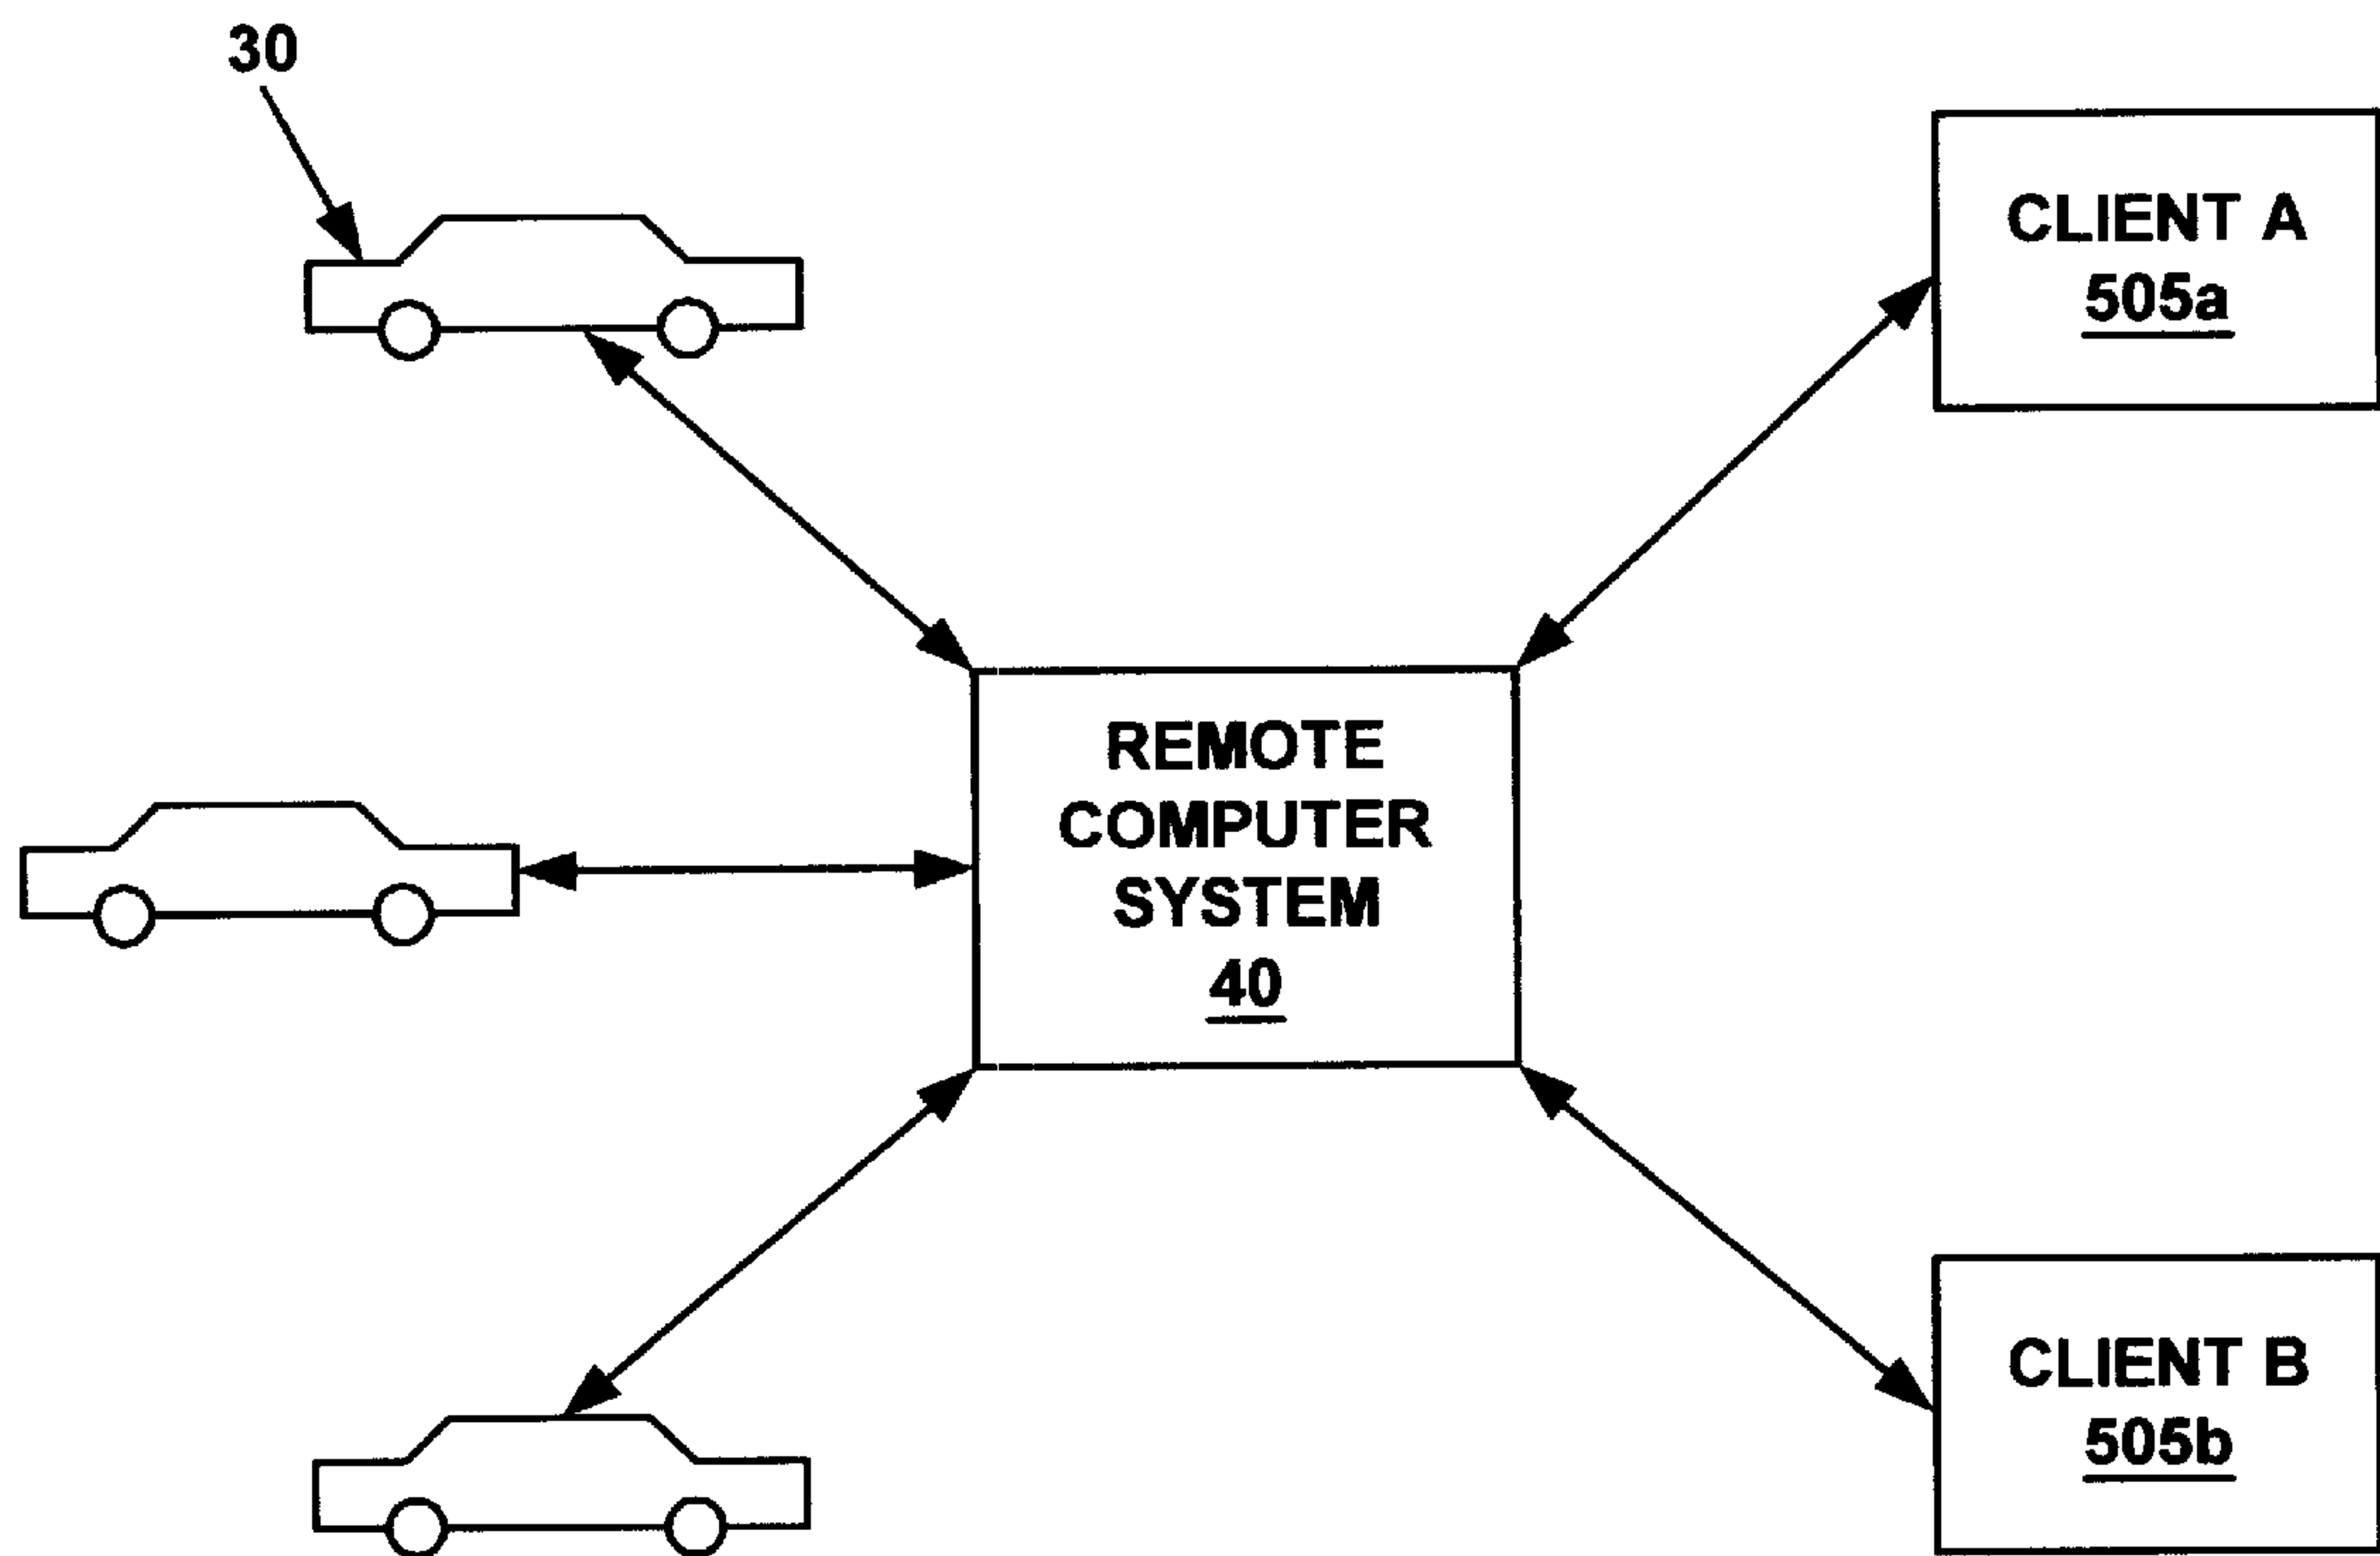 30
CLIENT A
505a
REMOTE
COMPUTER
SYSTEM
40
CLIENT B
505b